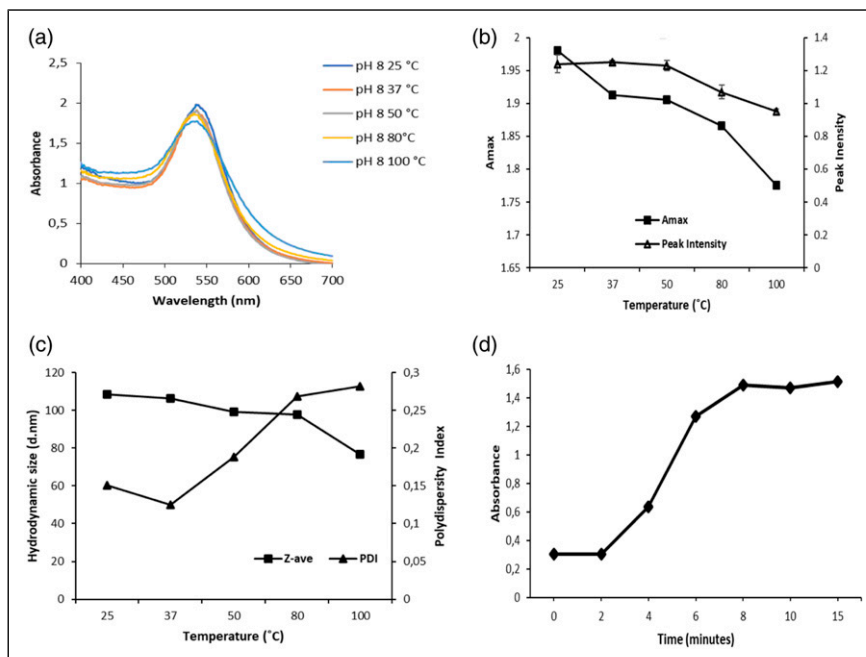 (a)
2,5
2
1,5
1
0,5
0
Absorbance
400 450 500 550 600 650 700
Wavelength (nm)
pH 8 25 °C
pH 8 37 °C
pH 8 50 °C
pH 8 80°C
pH 8 100 °C
(b)
2
1.95
1.9
1.85
1.8
1.75
1.7
1.65
Amax
1.4
1.2
1
0.8
0.6
0.4
0.2
0
Peak Inensity
Amax
Peak Intensity
25 37 50 80 100
Temperature (˚C)
(c)
120
100
80
60
40
20
0
Hydrodynamic size (d.nm)
0,3
0,25
0,2
0,15
0,1
0,05
0
Polydispersity Index
Z-ave PDI
25 37 50 80 100
Temperature (˚C)
(d)
1,6
1,4
1,2
1
0,8
0,6
0,4
0,2
0
Absorbance
0 2 4 6 8 10 15
Time (minutes)